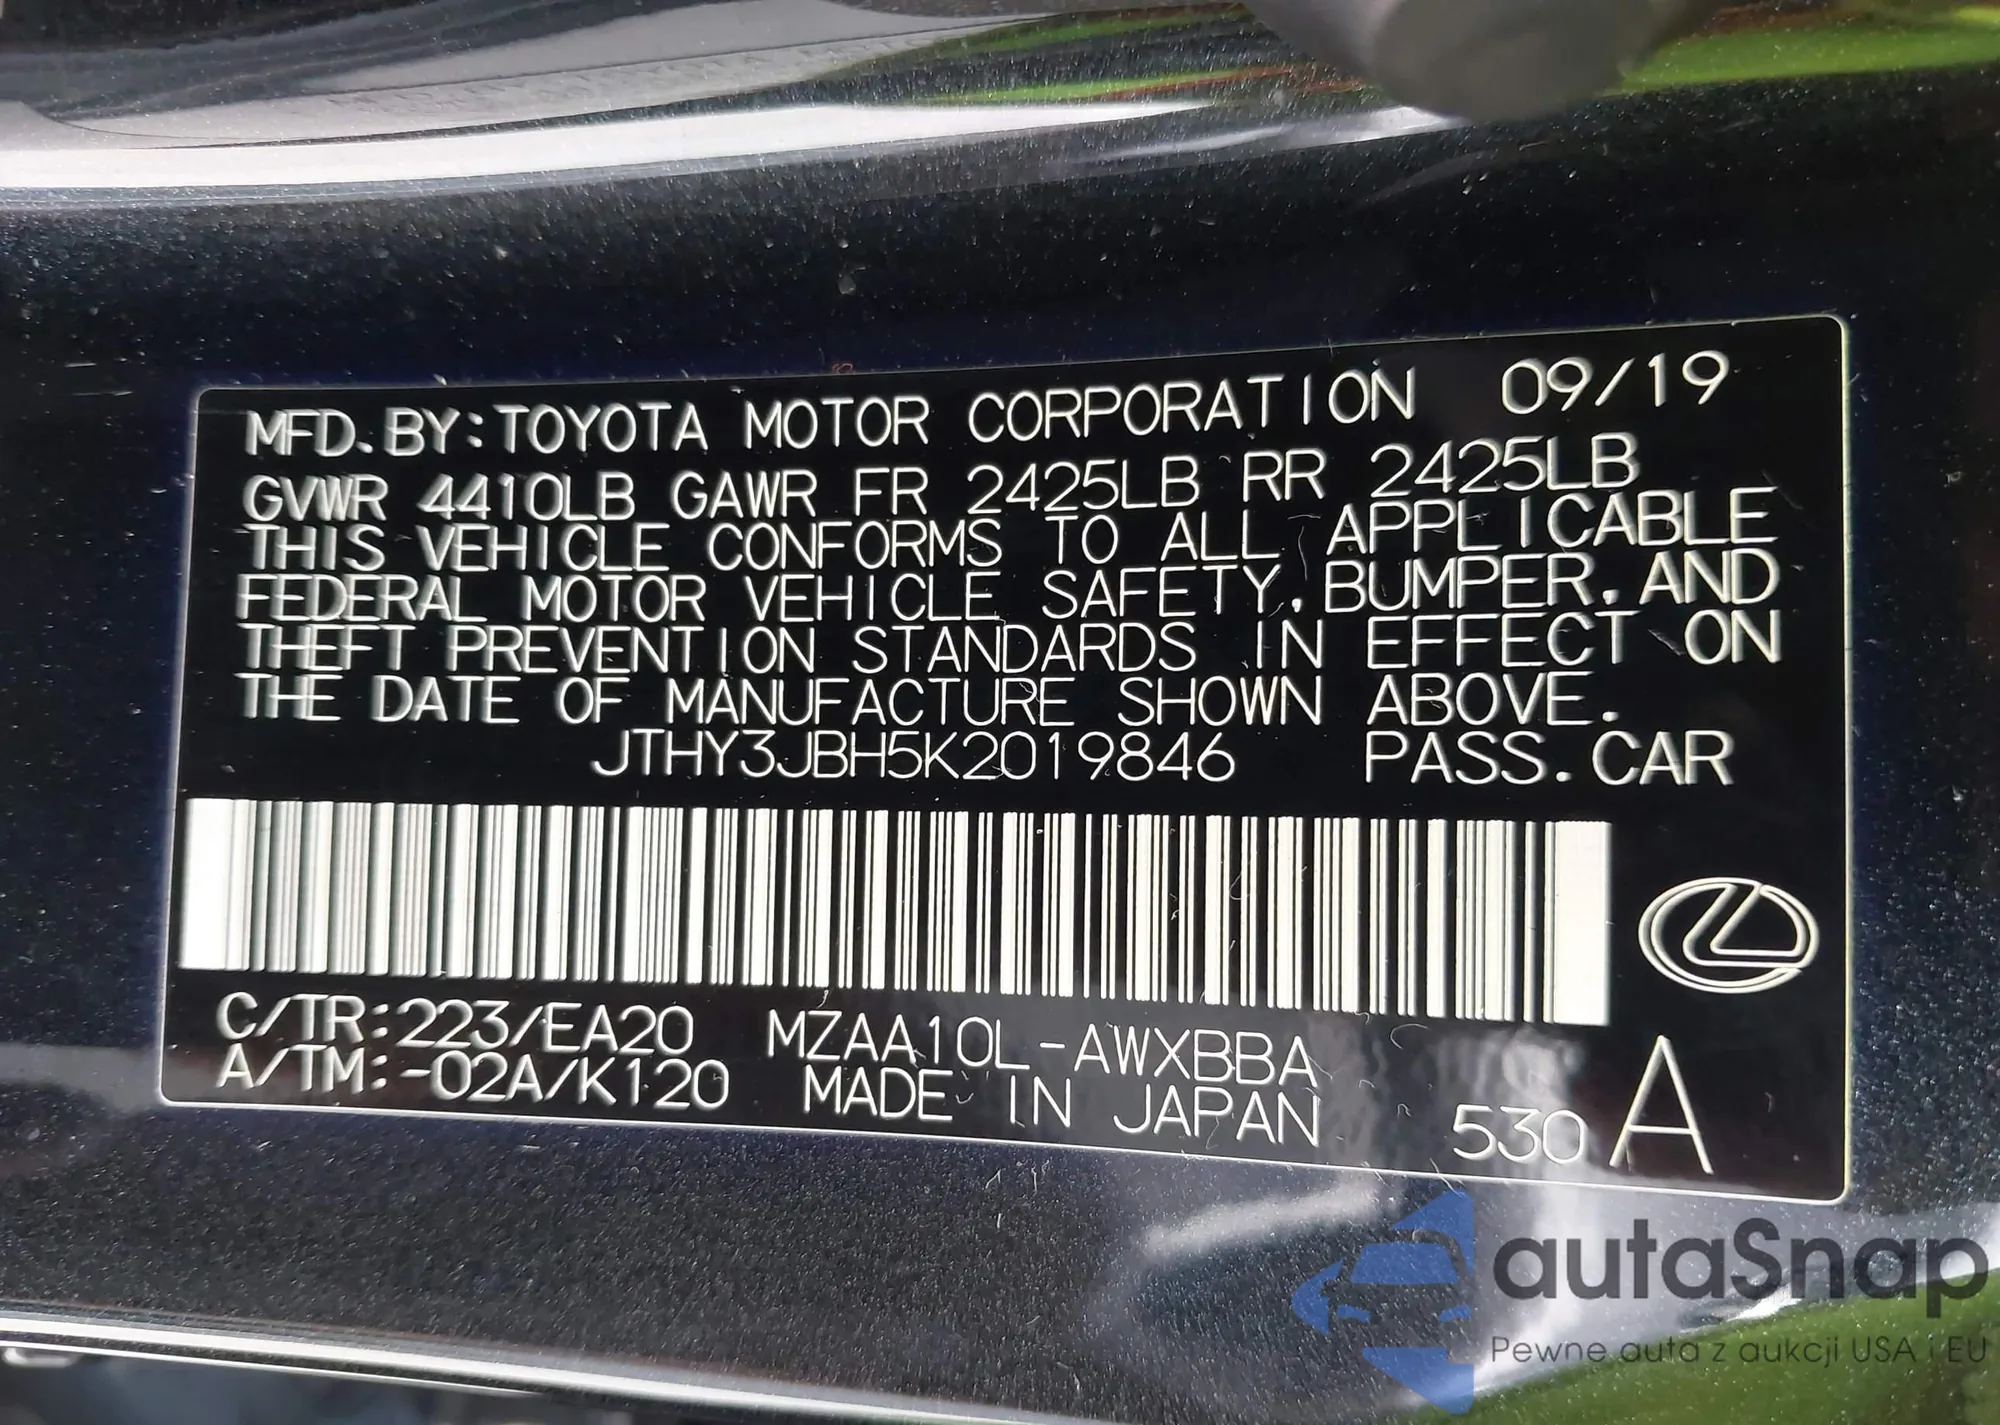 MFD.BY:TOYOTA MOTOR CORPORATION 09/19
GVWR 4410LB GAWR FR 2425LB RR 2425LB
THIS VEHICLE CONFORMS TO ALL APPLICABLE
FEDERAL MOTOR VEHICLE SAFETY, BUMPER, AND
THEFT PREVENTION STANDARDS IN EFFECT ON
THE DATE OF MANUFACTURE SHOWN ABOVE.
JTHY3JBH5K2019846 PASS.CAR
C/TR:223/EA20 MZAA10L-AWXBBA
A/TM:-02A/K120 MADE IN JAPAN 530 A
autaSnap
Pewne auta z aukcji USA i EU